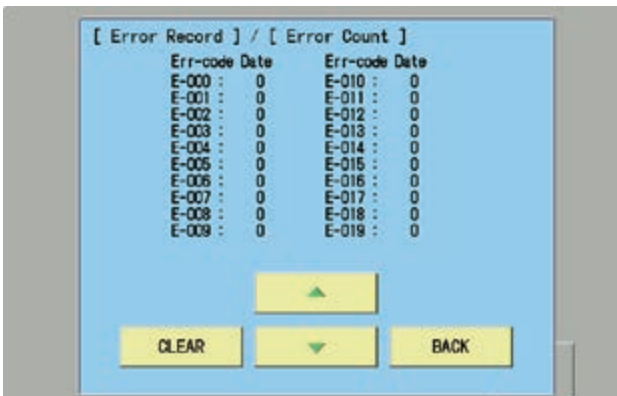 [ Error Record ] / [ Error Count ]
Err-code Date Err-code Date
E-000 : 0 E-010 : 0
E-001 : 0 E-011 : 0
E-002 : 0 E-012 : 0
E-003 : 0 E-013 : 0
E-004 : 0 E-014 : 0
E-005 : 0 E-015 : 0
E-006 : 0 E-016 : 0
E-007 : 0 E-017 : 0
E-008 : 0 E-018 : 0
E-009 : 0 E-019 : 0
CLEAR BACK